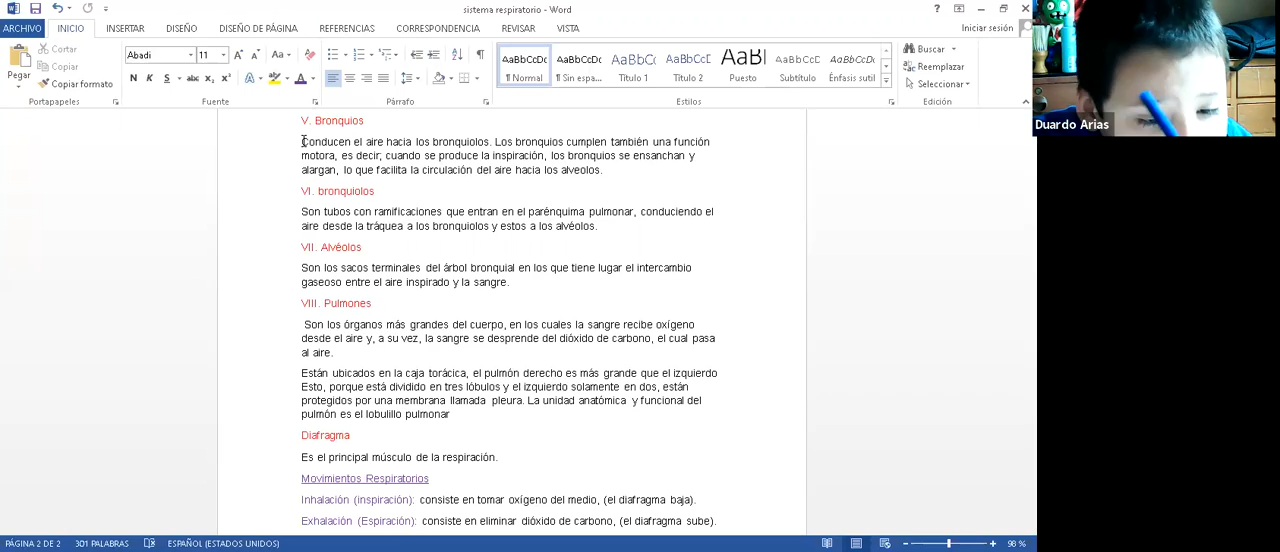 sistema respiratorio - Word
ARCHIVO INICIO INSERTAR DISEÑO DISEÑO DE PÁGINA REFERENCIAS CORRESPONDENCIA REVISAR VISTA Iniciar sesión
Pegar
Cortar
Copiar
Copiar formato
Portapapeles
Abadi 11
N K S abc x₂ x²
Fuente
Párrafo
AaBbCcDc AaBbCcDc AaBbCc AaBbCcD AaBl AaBbCcD AaBbCcDc
¶ Normal ¶ Sin espa... Título 1 Título 2 Puesto Subtítulo Énfasis sutil
Estilos
Buscar
Reemplazar
Seleccionar
Edición
Duardo Arias
V. Bronquios
Conducen el aire hacia los bronquiolos. Los bronquios cumplen también una función
motora, es decir; cuando se produce la inspiración, los bronquios se ensanchan y
alargan, lo que facilita la circulación del aire hacia los alveolos.
VI. bronquiolos
Son tubos con ramificaciones que entran en el parénquima pulmonar, conduciendo el
aire desde la tráquea a los bronquiolos y estos a los alvéolos.
VII. Alvéolos
Son los sacos terminales del árbol bronquial en los que tiene lugar el intercambio
gaseoso entre el aire inspirado y la sangre.
VIII. Pulmones
Son los órganos más grandes del cuerpo, en los cuales la sangre recibe oxígeno
desde el aire y, a su vez, la sangre se desprende del dióxido de carbono, el cual pasa
al aire.
Están ubicados en la caja torácica, el pulmón derecho es más grande que el izquierdo
Esto, porque está dividido en tres lóbulos y el izquierdo solamente en dos, están
protegidos por una membrana llamada pleura. La unidad anatómica y funcional del
pulmón es el lobulillo pulmonar
Diafragma
Es el principal músculo de la respiración.
Movimientos Respiratorios
Inhalación (inspiración): consiste en tomar oxígeno del medio, (el diafragma baja).
Exhalación (Espiración): consiste en eliminar dióxido de carbono, (el diafragma sube).
PÁGINA 2 DE 2 301 PALABRAS ESPAÑOL (ESTADOS UNIDOS) 98 %